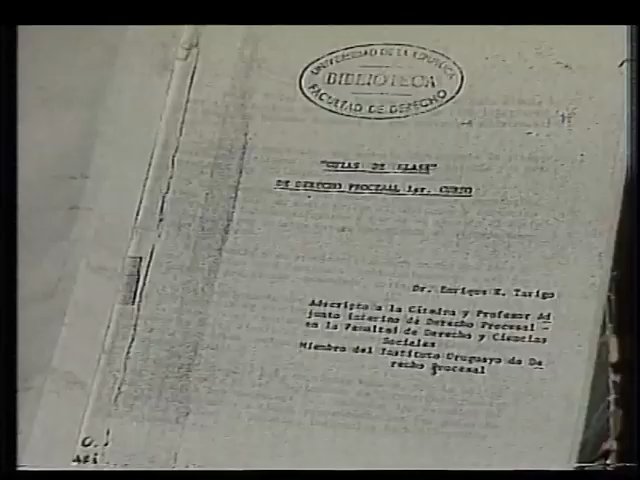 UNIVERSIDAD DE LA REPUBLICA
BIBLIOTECA
FACULTAD DE DERECHO
"GUIAS DE CLASE"
DE DERECHO PROCESAL 1er. CURSO
Dr. Enrique E. Tarigo
Adscripto a la Cátedra y Profesor Ad
junto interino de Derecho Procesal -
en la Facultad de Derecho y Ciencias
Sociales
Miembro del Instituto Uruguayo de De
recho Procesal